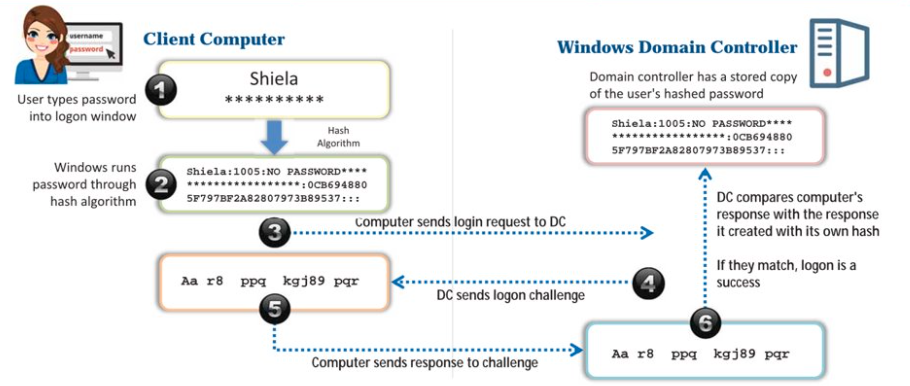 username
password
Client Computer
Windows Domain Controller
Shiela
**********
1
User types password
into logon window
Domain controller has a stored copy
of the user's hashed password
Hash
Algorithm
Shiela:1005:NO PASSWORD****
*****************:0CB694880
5F797BF2A82807973B89537:::
Windows runs
password through
hash algorithm
2
Shiela:1005:NO PASSWORD****
*****************:0CB694880
5F797BF2A82807973B89537:::
DC compares computer's
response with the response
it created with its own hash
If they match, logon is a
success
3
Computer sends login request to DC
Aa r8 ppq kgj89 pqr
4
DC sends logon challenge
5
Computer sends response to challenge
6
Aa r8 ppq kgj89 pqr